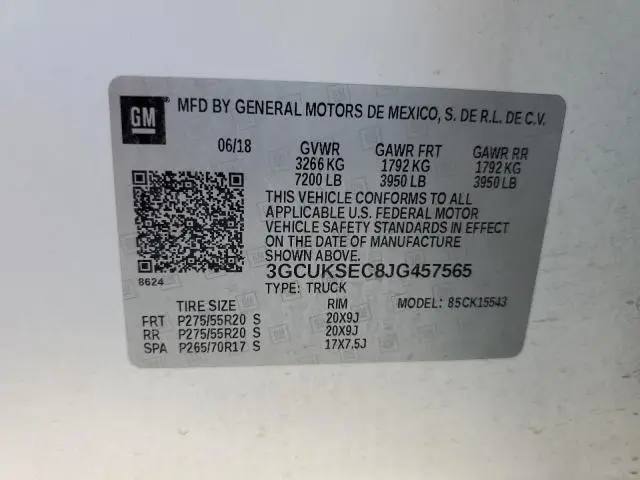 GM
MFD BY GENERAL MOTORS DE MEXICO, S. DE R.L. DE C.V.
06/18 GVWR GAWR FRT GAWR RR
3266 KG 1792 KG 1792 KG
7200 LB 3950 LB 3950 LB
THIS VEHICLE CONFORMS TO ALL
APPLICABLE U.S. FEDERAL MOTOR
VEHICLE SAFETY STANDARDS IN EFFECT
ON THE DATE OF MANUFACTURE
SHOWN ABOVE.
8624
3GCUKSEC8JG457565
TYPE: TRUCK
TIRE SIZE RIM MODEL: 85CK15543
FRT P275/55R20 S 20X9J
RR P275/55R20 S 20X9J
SPA P265/70R17 S 17X7.5J